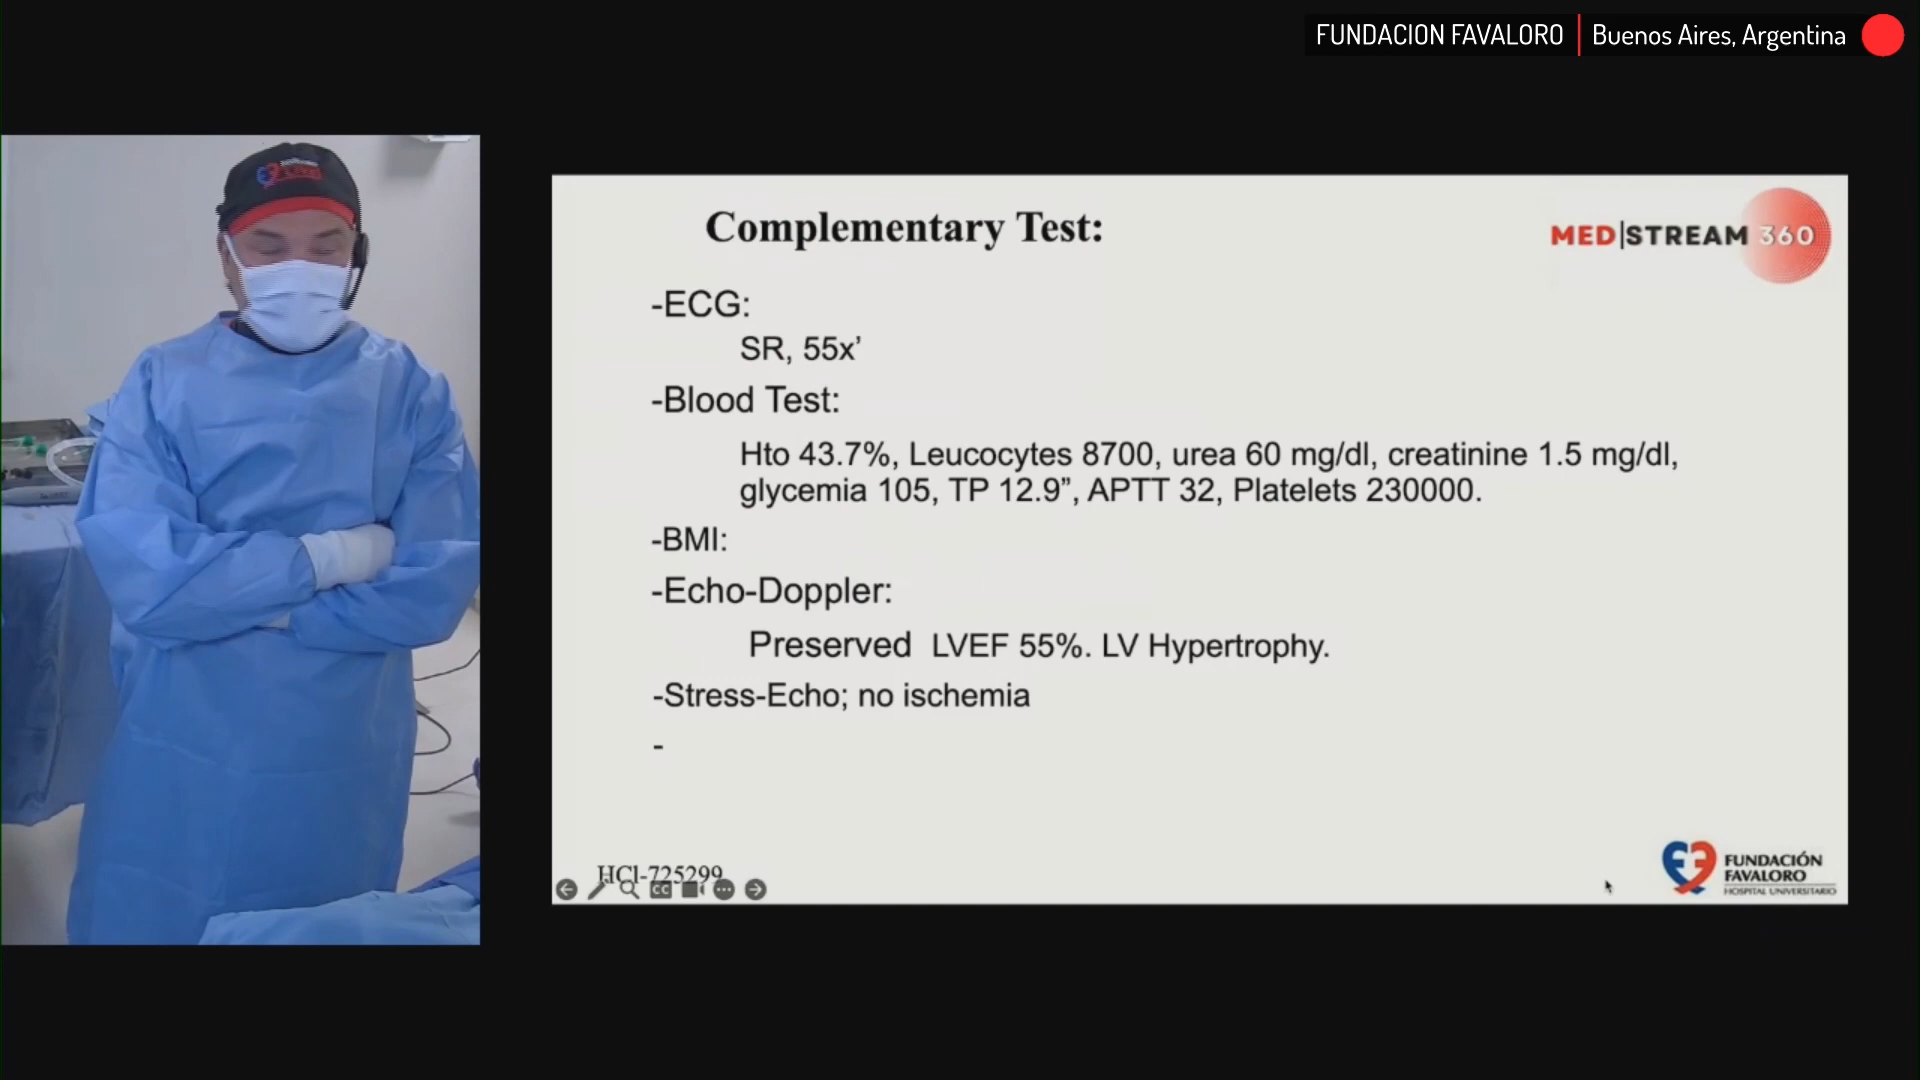 FUNDACION FAVALORO
Buenos Aires, Argentina
Complementary Test:
MED|STREAM 360
-ECG:
SR, 55x’
-Blood Test:
Hto 43.7%, Leucocytes 8700, urea 60 mg/dl, creatinine 1.5 mg/dl,
glycemia 105, TP 12.9”, APTT 32, Platelets 230000.
-BMI:
-Echo-Doppler:
Preserved LVEF 55%. LV Hypertrophy.
-Stress-Echo; no ischemia
-
HCl-725299
CC
FUNDACIÓN
FAVALORO
HOSPITAL UNIVERSITARIO